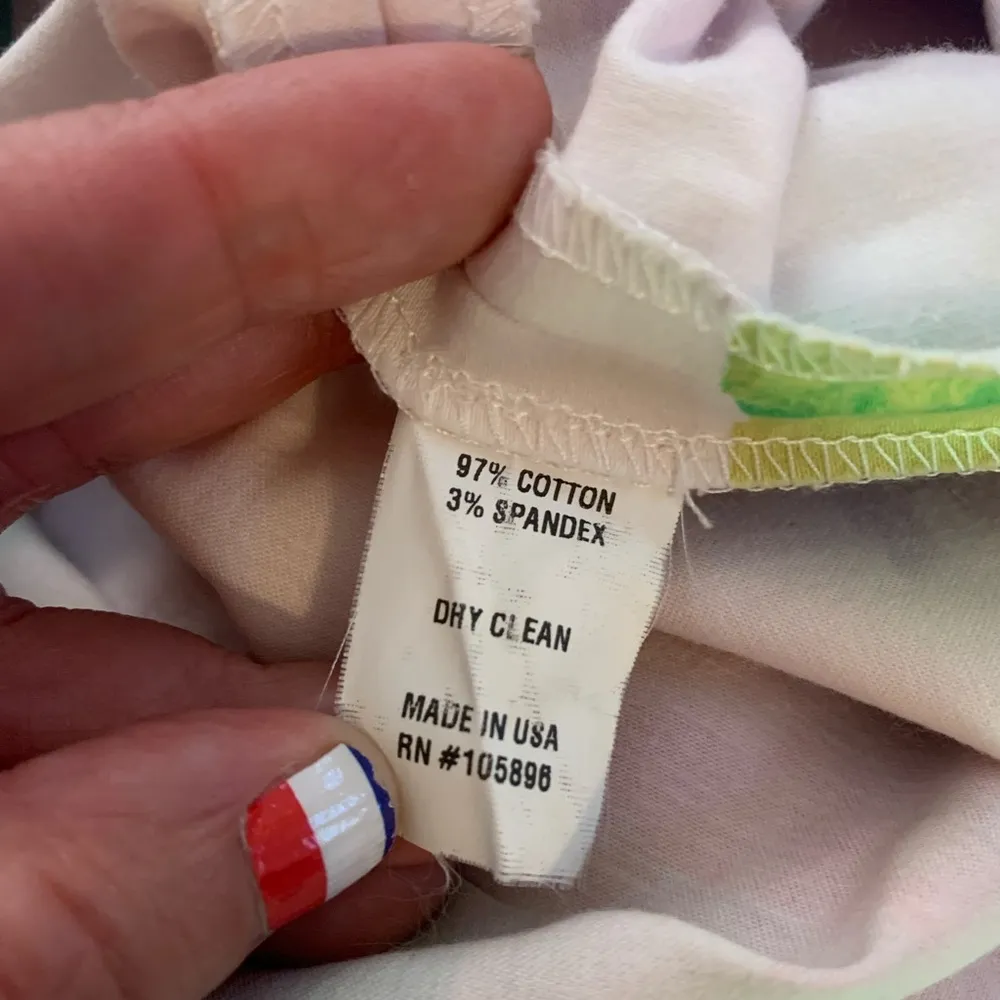 97% COTTON
3% SPANDEX
DRY CLEAN
MADE IN USA
RN #105896